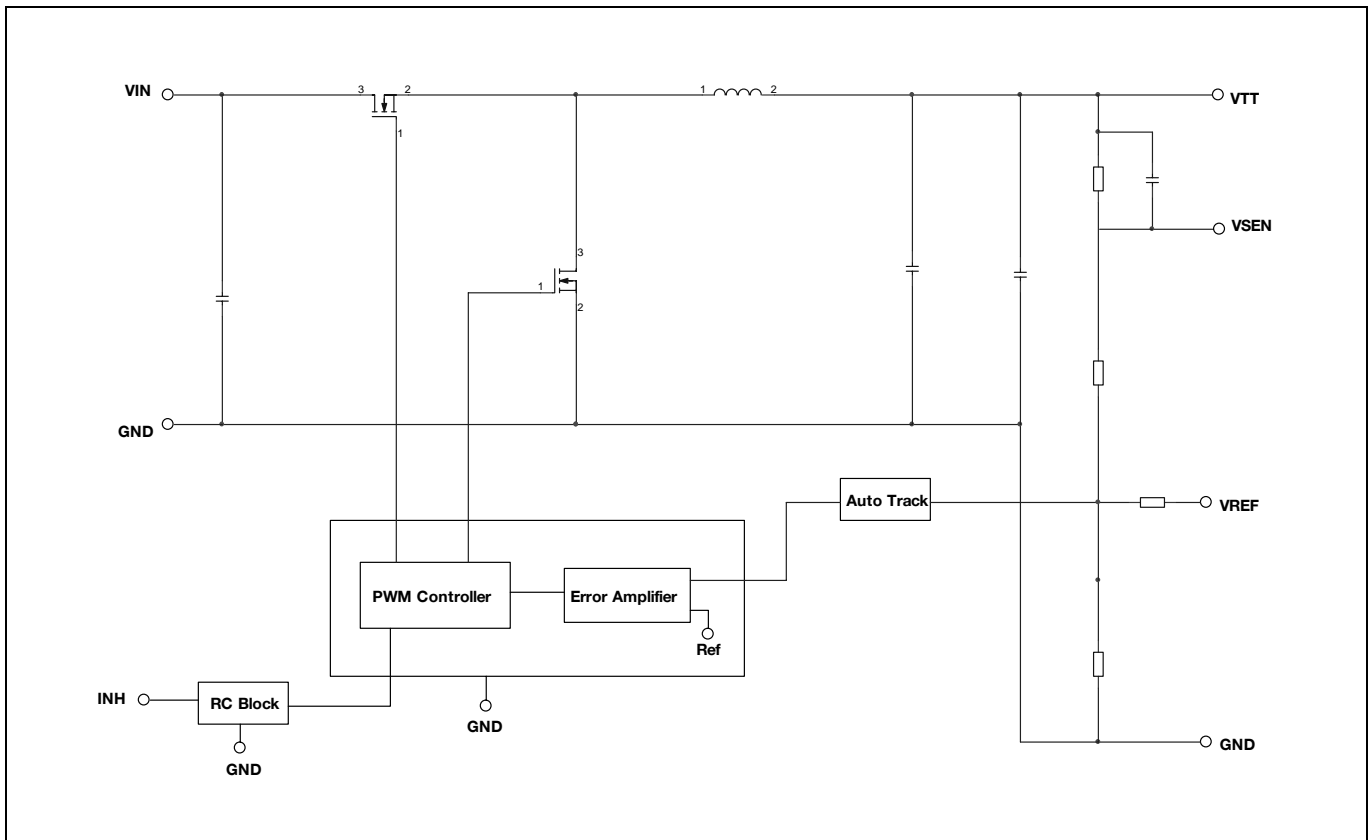 VIN
3
2
1
1
2
VTT
VSEN
3
1
2
GND
Auto Track
VREF
PWM Controller
Error Amplifier
Ref
INH
RC Block
GND
GND
GND